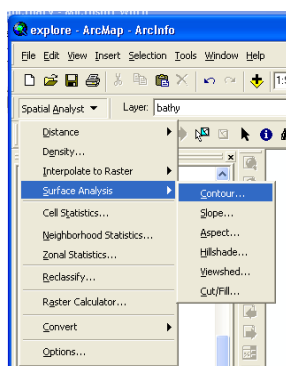 explore - ArcMap - ArcInfo
File Edit View Insert Selection Tools Window Help
Spatial Analyst Layer: bathy
Distance
Density...
Interpolate to Raster
Surface Analysis
Contour...
Cell Statistics...
Slope...
Neighborhood Statistics...
Aspect...
Zonal Statistics...
Hillshade...
Reclassify...
Viewshed...
Raster Calculator...
Cut/Fill...
Convert
Options...